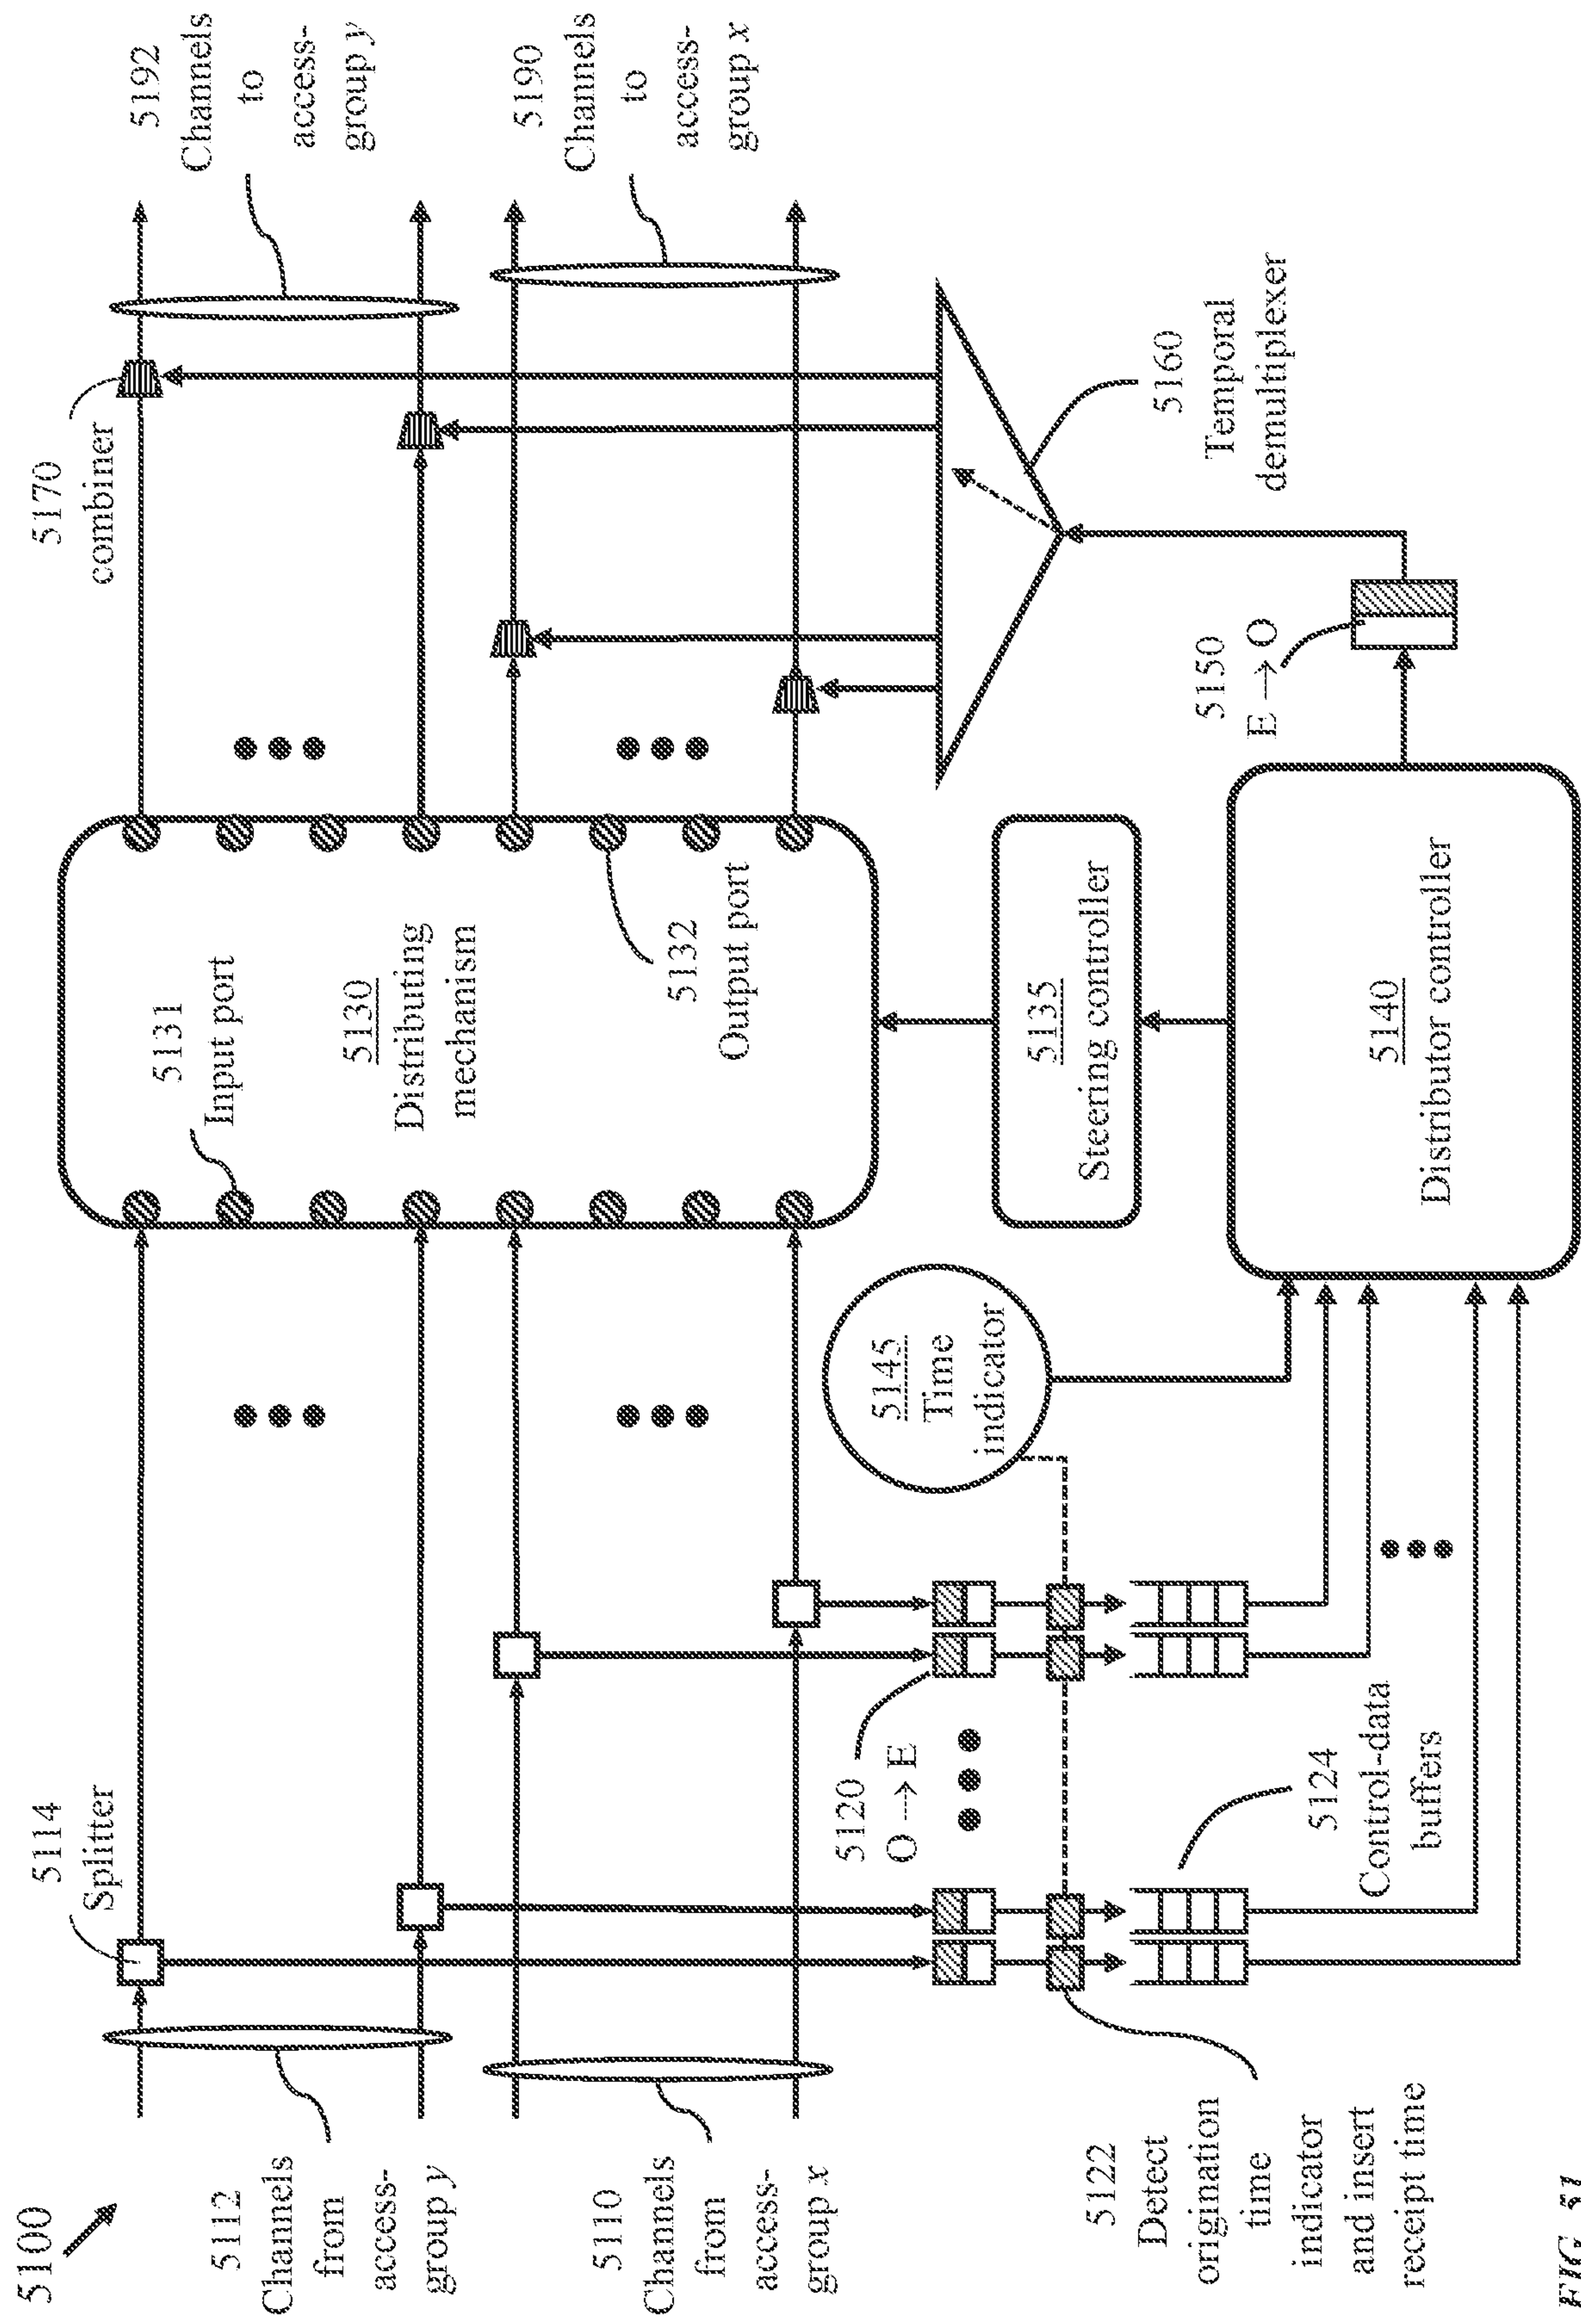 5100
5112
Channels
from
access-
group y
5110
Channels
from
access-
group x
5114
Splitter
5122
Detect
origination
time
indicator
and insert
receipt time
5120
O → E
5124
Control-data
buffers
5145
Time
indicator
5131
Input port
5130
Distributing
mechanism
5132
Output port
5135
Steering controller
5140
Distributor controller
5150
E → O
5160
Temporal
demultiplexer
5170
combiner
5192
Channels
to
access-
group y
5190
Channels
to
access-
group x
FIG. 51